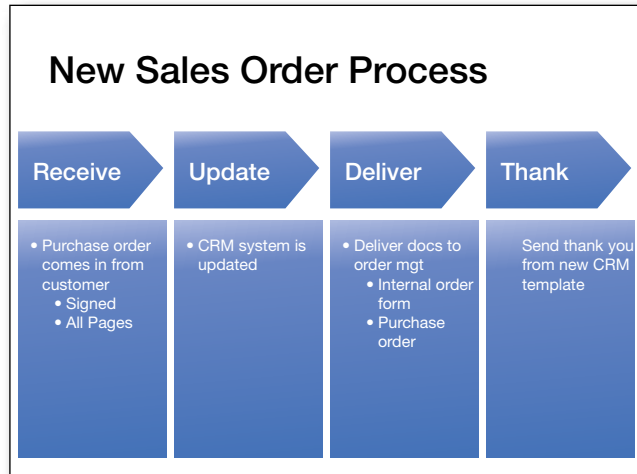 New Sales Order Process
Receive
Update
Deliver
Thank
• Purchase order
comes in from
customer
• Signed
• All Pages
• CRM system is
updated
• Deliver docs to
order mgt
• Internal order
form
• Purchase
order
Send thank you
from new CRM
template